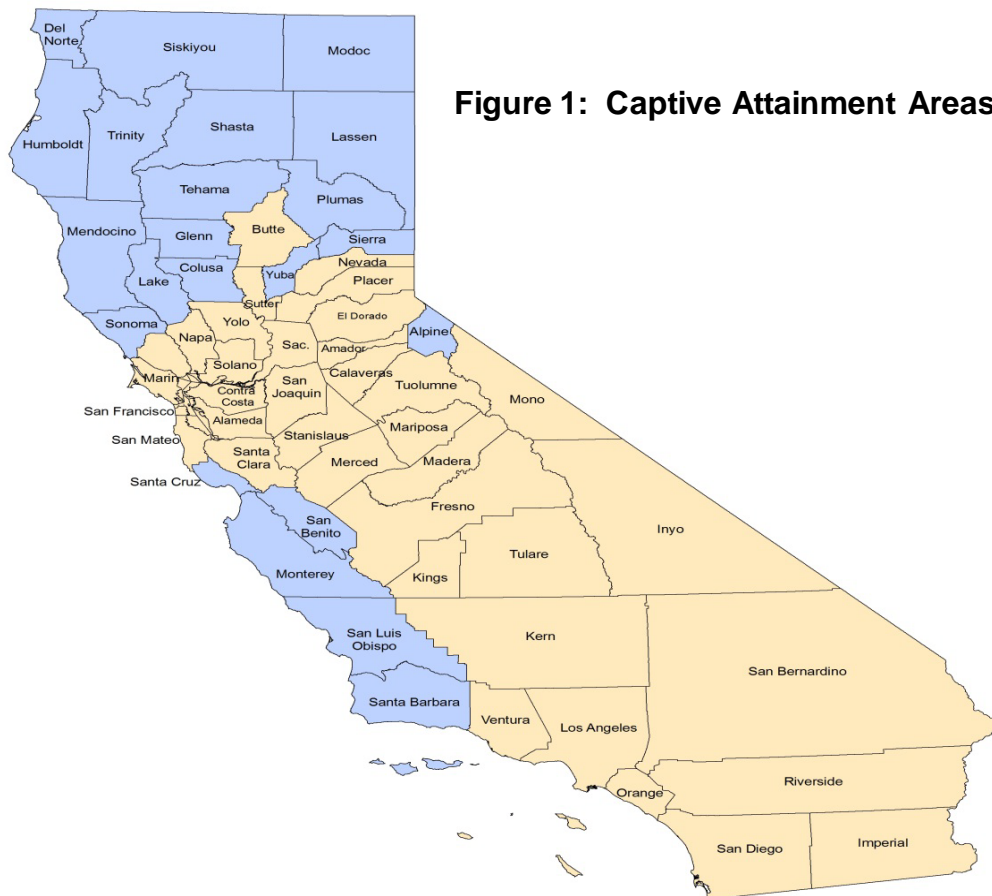 Figure 1: Captive Attainment Areas
Del
Norte
Siskiyou
Modoc
Humboldt
Trinity
Shasta
Lassen
Tehama
Plumas
Mendocino
Glenn
Butte
Sierra
Colusa
Lake
Yuba
Nevada
Placer
Sutter
Sonoma
Napa
Yolo
El Dorado
Alpine
Sac.
Amador
Solano
Marin
Calaveras
Tuolumne
Mono
Contra
Costa
San
Joaquin
San Francisco
Alameda
Stanislaus
Mariposa
San Mateo
Santa
Clara
Merced
Madera
Santa Cruz
Fresno
San
Benito
Inyo
Tulare
Monterey
Kings
San Luis
Obispo
Kern
San Bernardino
Santa Barbara
Ventura
Los Angeles
Orange
Riverside
San Diego
Imperial